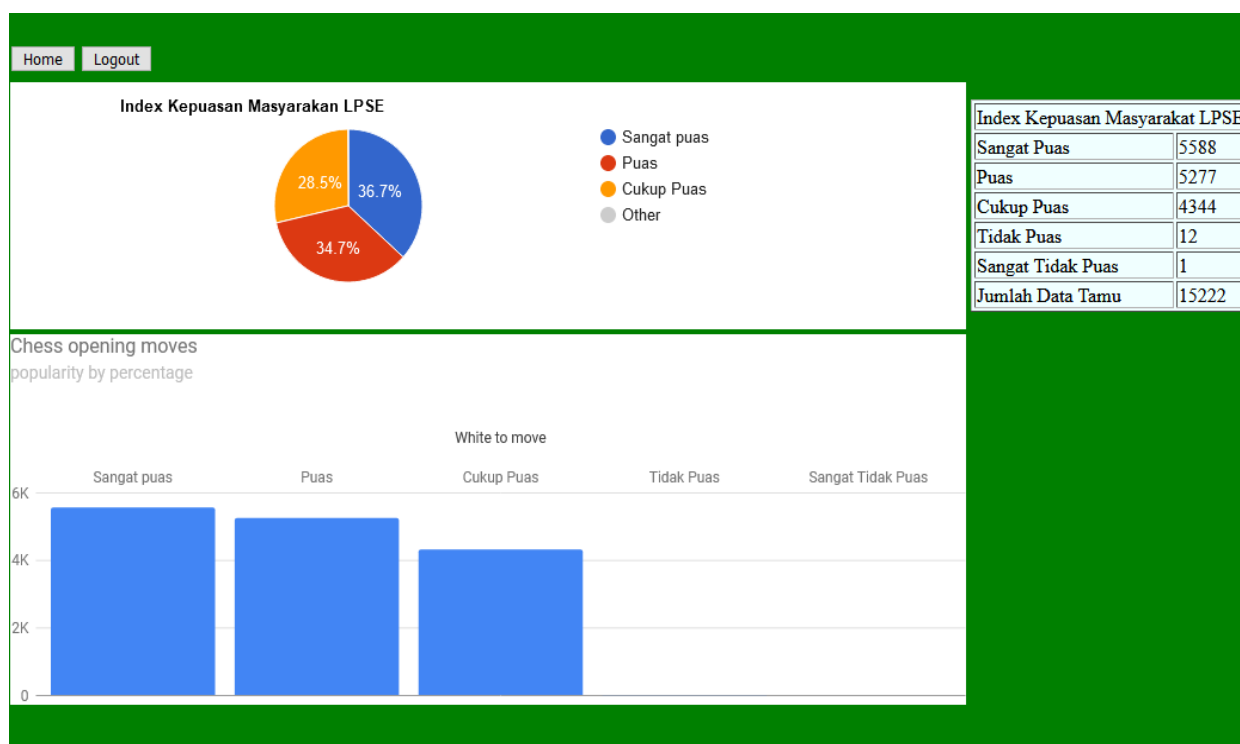 Home Logout
Index Kepuasan Masyarakan LPSE
Sangat puas
Puas
Cukup Puas
Other
28.5% 36.7%
34.7%
Index Kepuasan Masyarakat LPSE
Sangat Puas 5588
Puas 5277
Cukup Puas 4344
Tidak Puas 12
Sangat Tidak Puas 1
Jumlah Data Tamu 15222
Chess opening moves
popularity by percentage
White to move
Sangat puas Puas Cukup Puas Tidak Puas Sangat Tidak Puas
6K
4K
2K
0